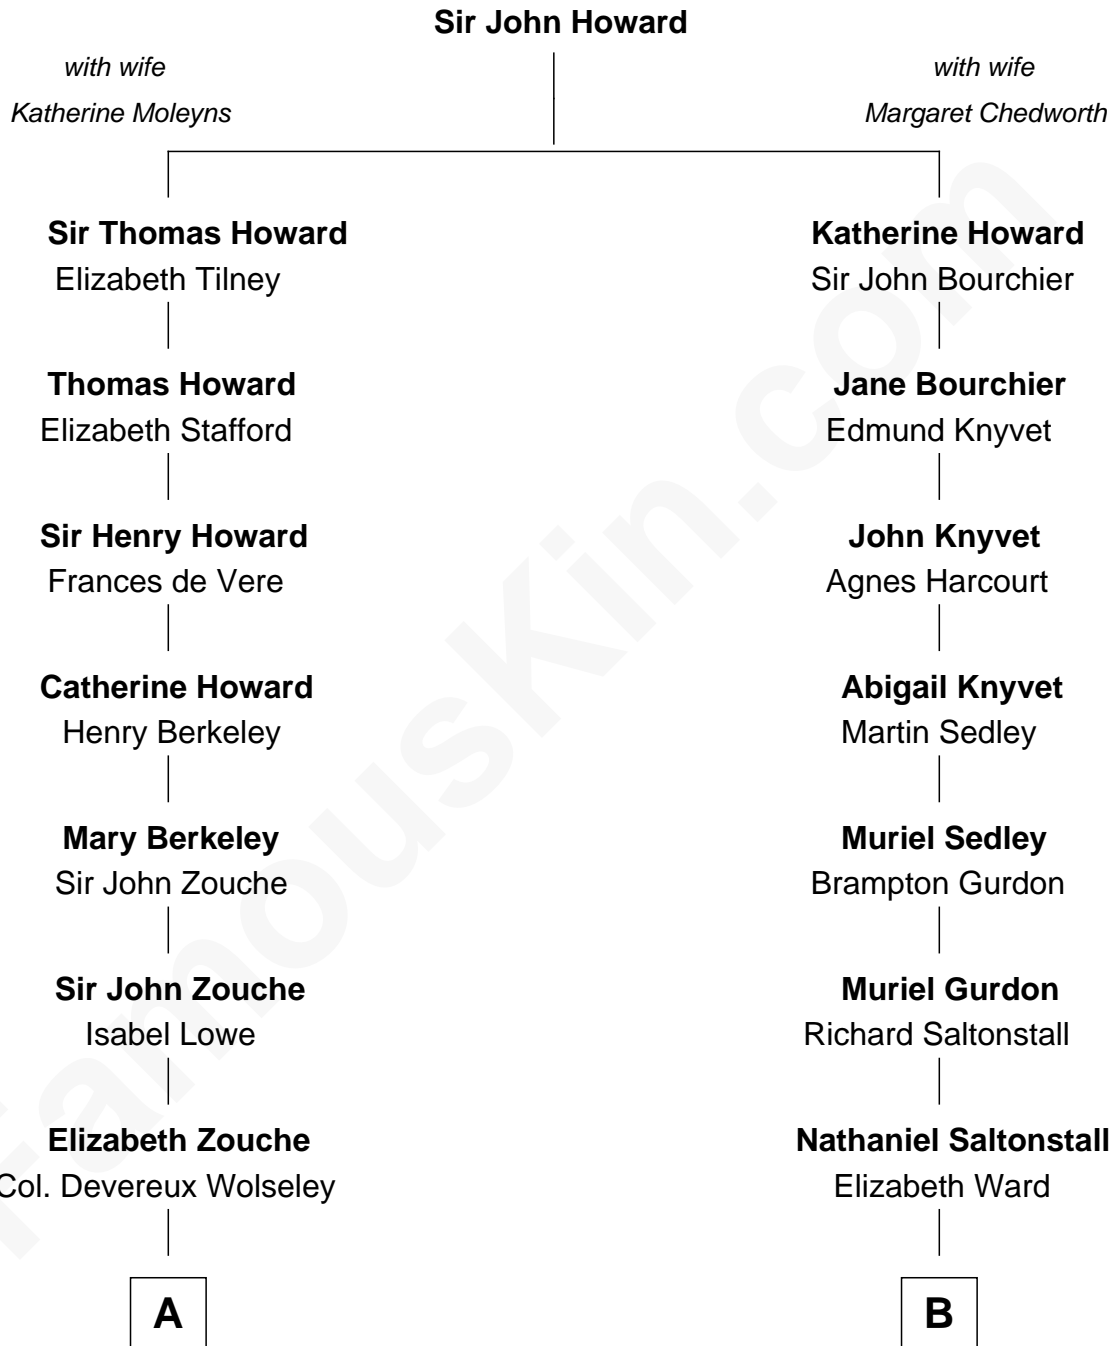 Sir John Howard
with wife
Katherine Moleyns
with wife
Margaret Chedworth
Sir Thomas Howard
Elizabeth Tilney
Katherine Howard
Sir John Bourchier
Thomas Howard
Elizabeth Stafford
Jane Bourchier
Edmund Knyvet
Sir Henry Howard
Frances de Vere
John Knyvet
Agnes Harcourt
Catherine Howard
Henry Berkeley
Abigail Knyvet
Martin Sedley
Mary Berkeley
Sir John Zouche
Muriel Sedley
Brampton Gurdon
Sir John Zouche
Isabel Lowe
Muriel Gurdon
Richard Saltonstall
Elizabeth Zouche
Col. Devereux Wolseley
Nathaniel Saltonstall
Elizabeth Ward
A
B
FamousKin.com